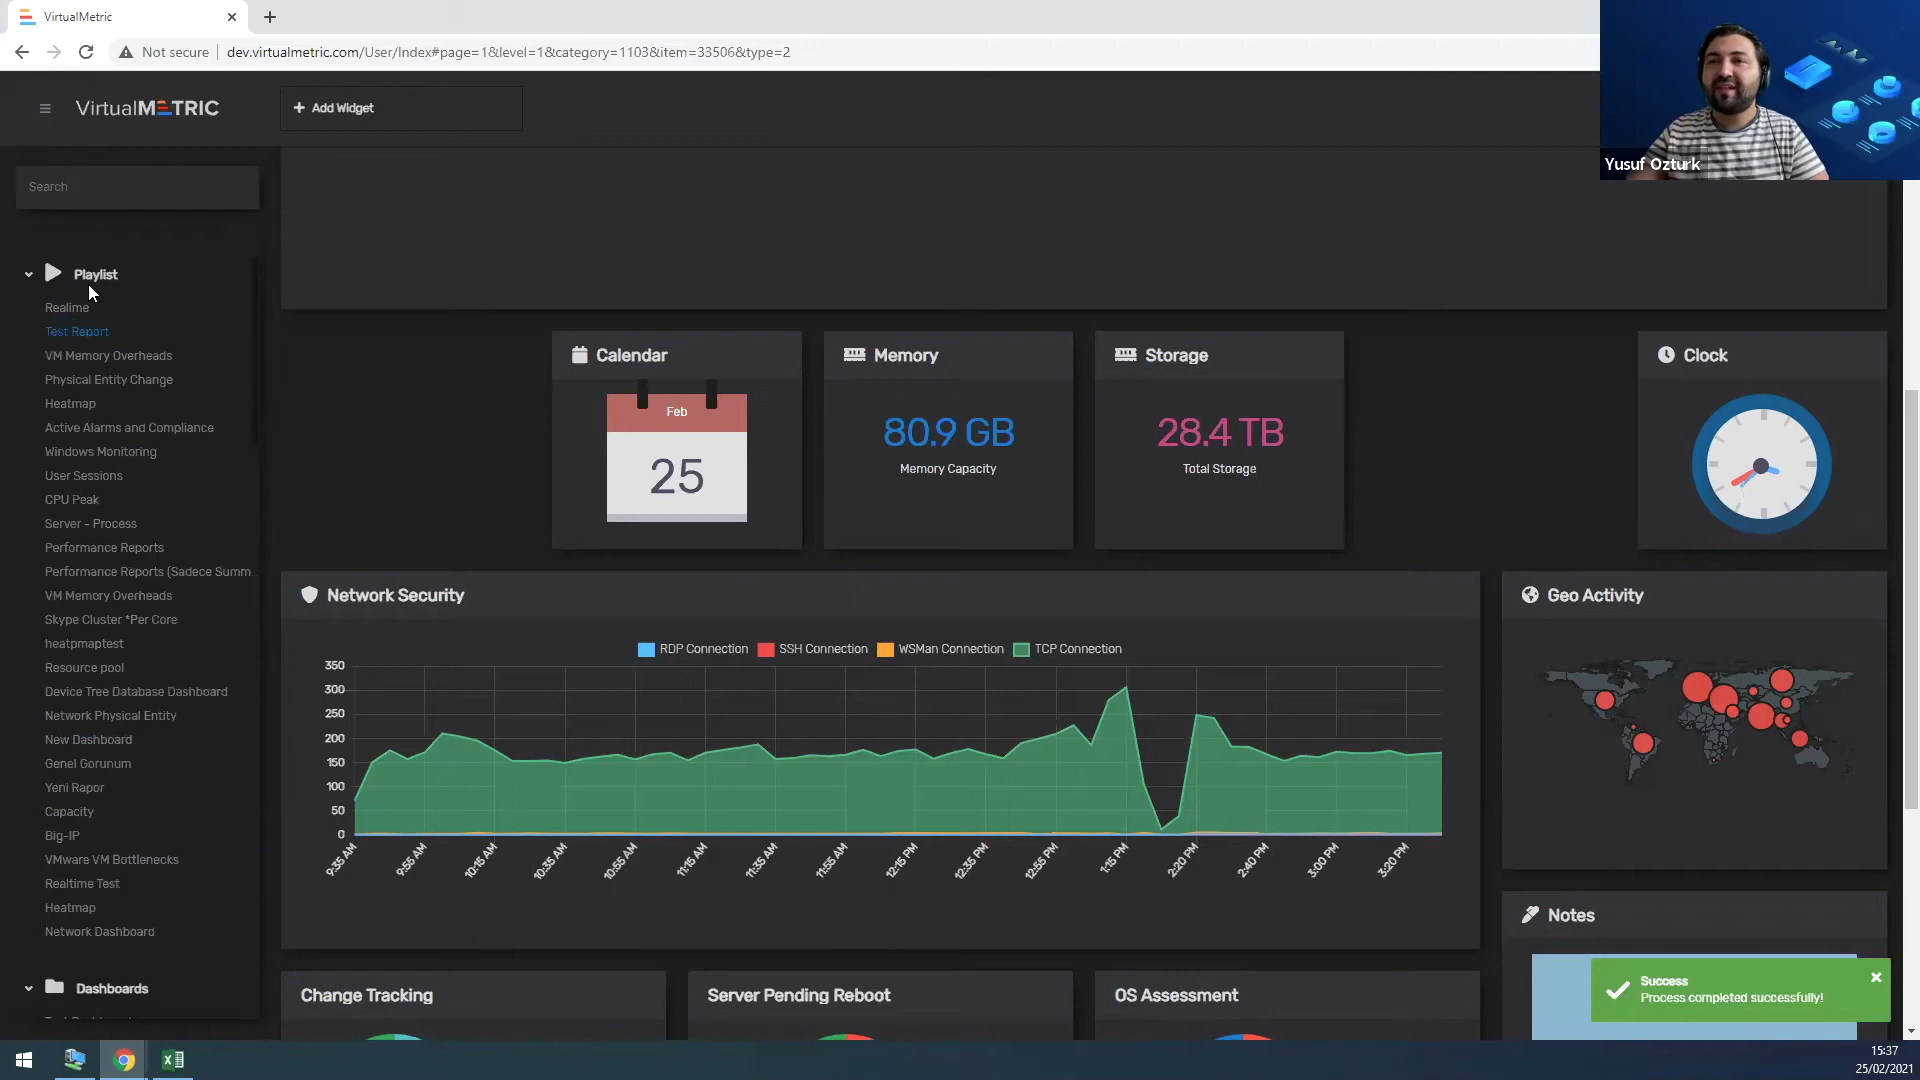 VirtualMetric
Not secure
dev.virtualmetric.com/User/Index#page=1&level=1&category=1103&item=33506&type=2
VirtualMETRIC
+ Add Widget
Yusuf Ozturk
Search
Playlist
Realime
Test Report
VM Memory Overheads
Physical Entity Change
Heatmap
Active Alarms and Compliance
Windows Monitoring
User Sessions
CPU Peak
Server - Process
Performance Reports
Performance Reports (Sadece Summ...
VM Memory Overheads
Skype Cluster *Per Core
heatpmaptest
Resource pool
Device Tree Database Dashboard
Network Physical Entity
New Dashboard
Genel Gorunum
Yeni Rapor
Capacity
Big-IP
VMware VM Bottlenecks
Realtime Test
Heatmap
Network Dashboard
Dashboards
Calendar
Feb
25
Memory
80.9 GB
Memory Capacity
Storage
28.4 TB
Total Storage
Clock
Network Security
RDP Connection SSH Connection WSMan Connection TCP Connection
350
300
250
200
150
100
50
0
9:35 AM 9:55 AM 10:15 AM 10:35 AM 10:55 AM 11:15 AM 11:35 AM 11:55 AM 12:15 PM 12:35 PM 12:55 PM 1:15 PM 2:20 PM 2:40 PM 3:00 PM 3:20 PM
Geo Activity
Notes
Success
Process completed successfully!
Change Tracking
Server Pending Reboot
OS Assessment
15:37
25/02/2021